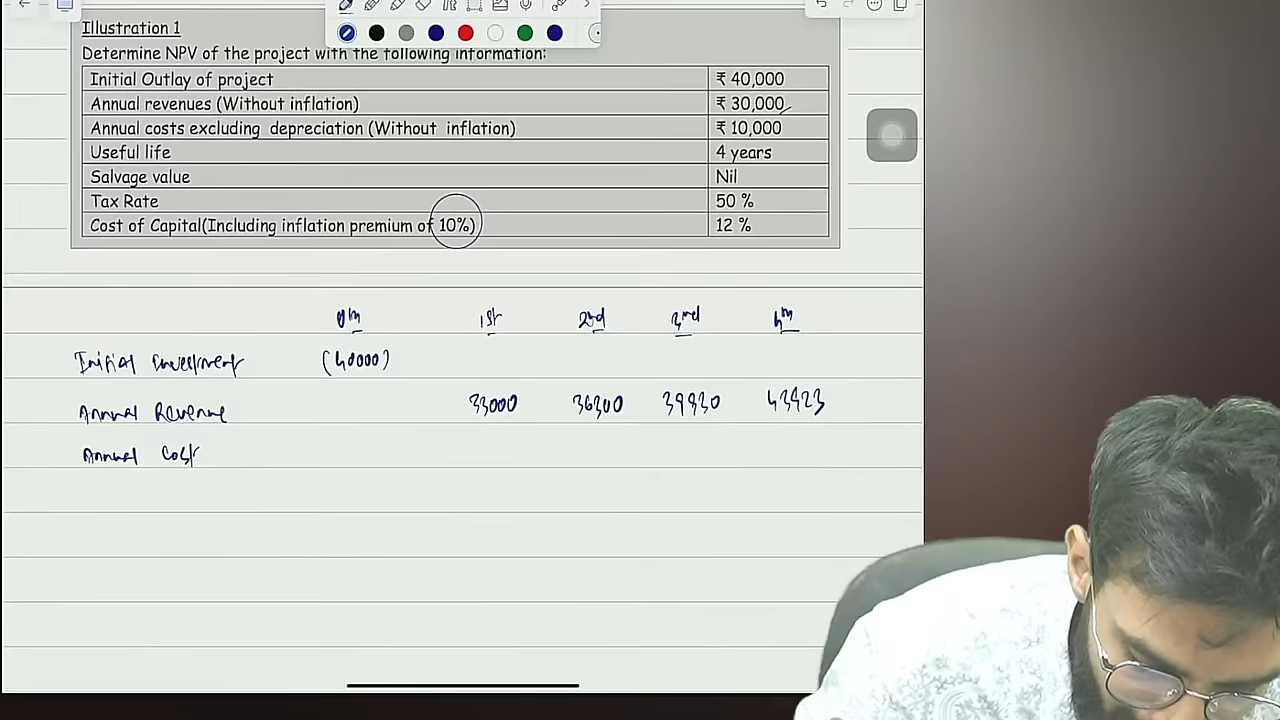 Illustration 1
Determine NPV of the project with the following information:
Initial Outlay of project ₹ 40,000
Annual revenues (Without inflation) ₹ 30,000
Annual costs excluding depreciation (Without inflation) ₹ 10,000
Useful life 4 years
Salvage value Nil
Tax Rate 50 %
Cost of Capital(Including inflation premium of 10%) 12 %
0th 1st 2nd 3rd 4th
Initial Investment (40000)
Annual Revenue 33000 36300 39930 43923
Annual Cost